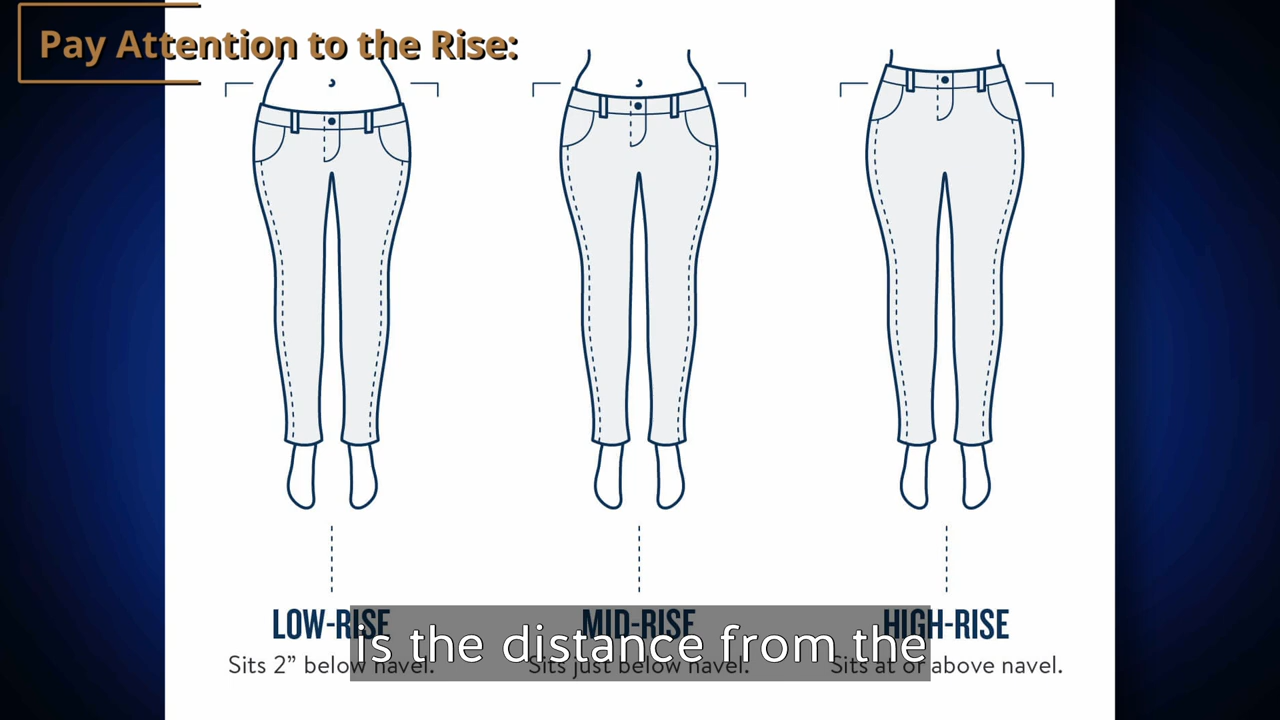 Pay Attention to the Rise:
LOW-RISE
MID-RISE
HIGH-RISE
Sits 2” below navel.
Sits just below navel.
Sits at or above navel.
is the distance from the